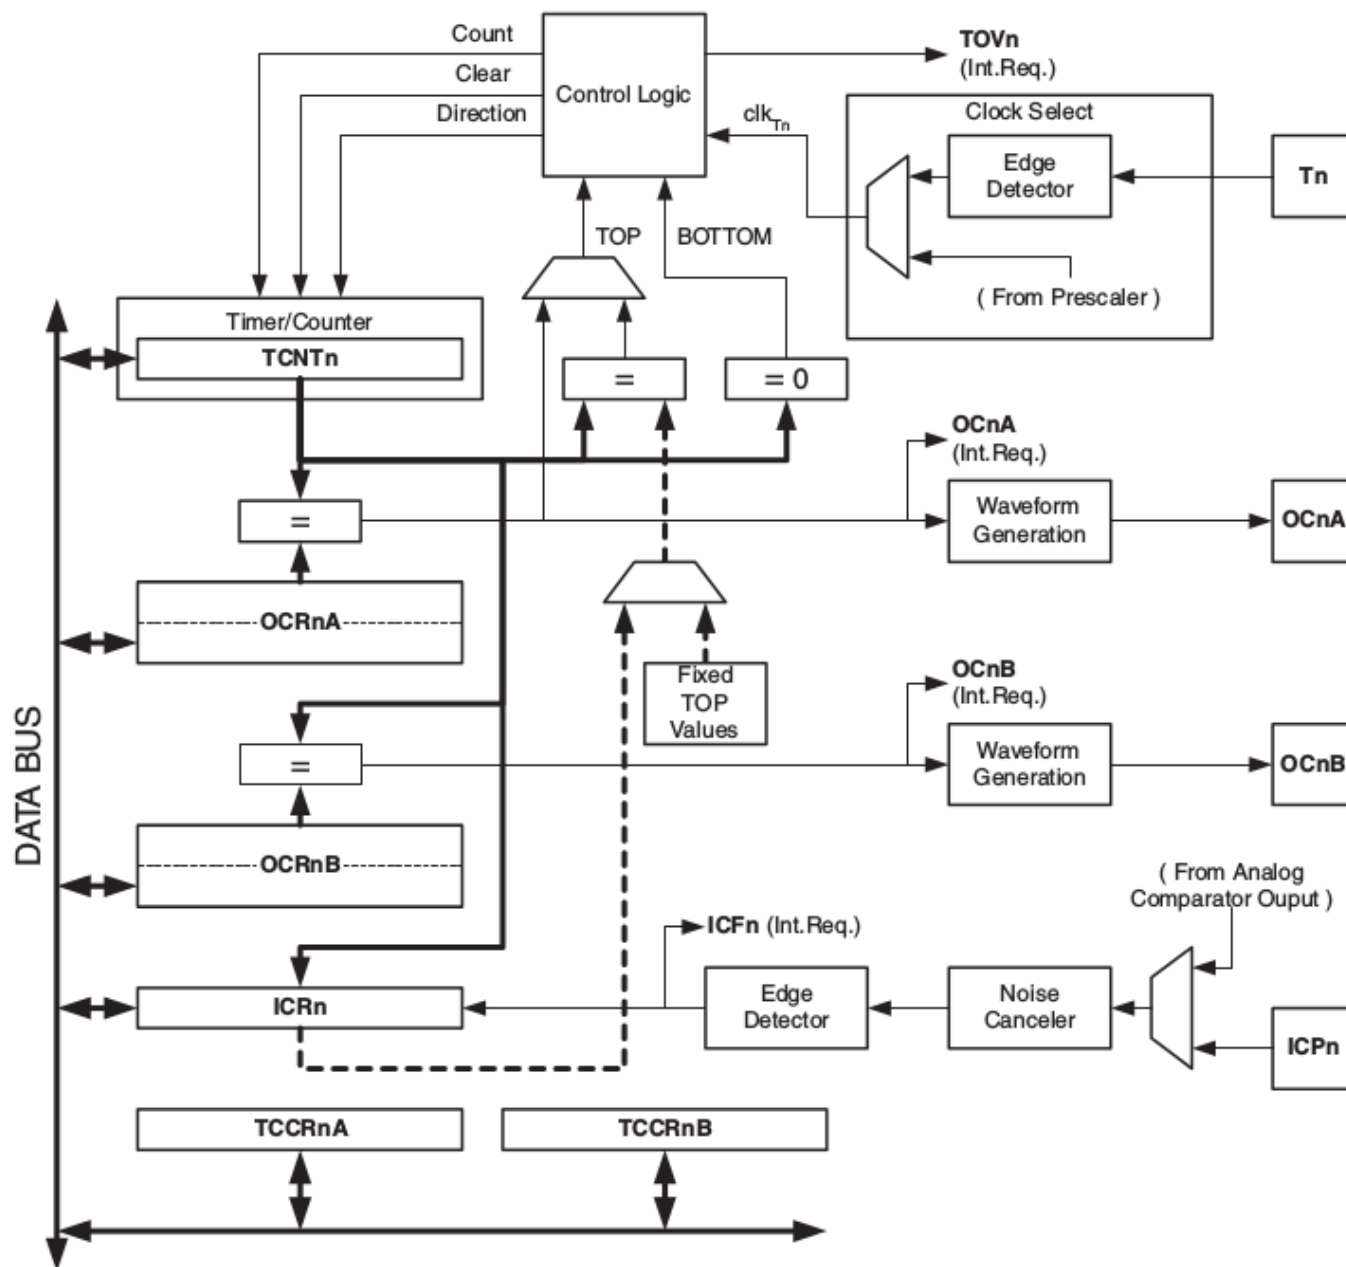 Count
Clear
Direction
Control Logic
TOVn
(Int.Req.)
clkTn
Clock Select
Edge
Detector
Tn
( From Prescaler )
TOP
BOTTOM
Timer/Counter
TCNTn
=
= 0
OCnA
(Int.Req.)
=
Waveform
Generation
OCnA
OCRnA
Fixed
TOP
Values
OCnB
(Int.Req.)
=
Waveform
Generation
OCnB
DATA BUS
OCRnB
( From Analog
Comparator Ouput )
ICFn (Int.Req.)
ICRn
Edge
Detector
Noise
Canceler
ICPn
TCCRnA
TCCRnB